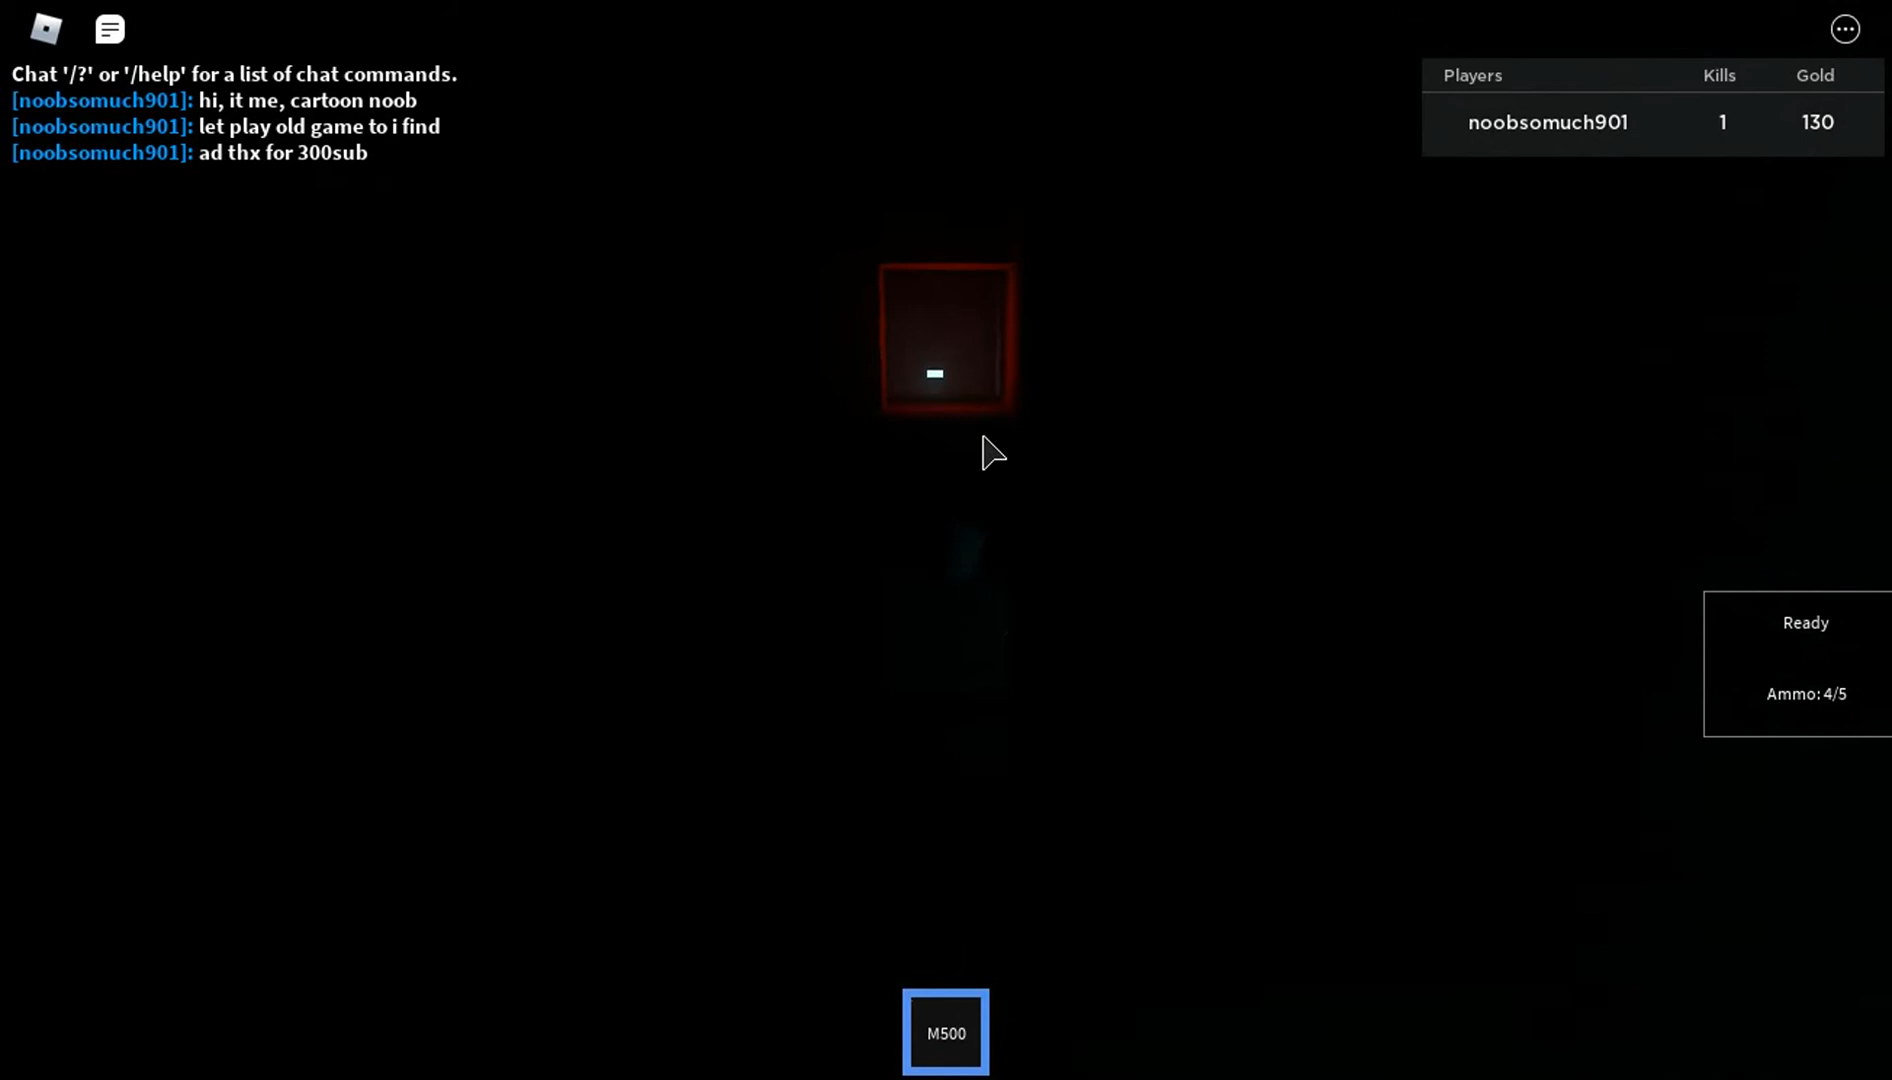 Chat '/?' or '/help' for a list of chat commands.
[noobsomuch901]: hi, it me, cartoon noob
[noobsomuch901]: let play old game to i find
[noobsomuch901]: ad thx for 300sub
Players Kills Gold
noobsomuch901 1 130
Ready
Ammo: 4/5
M500